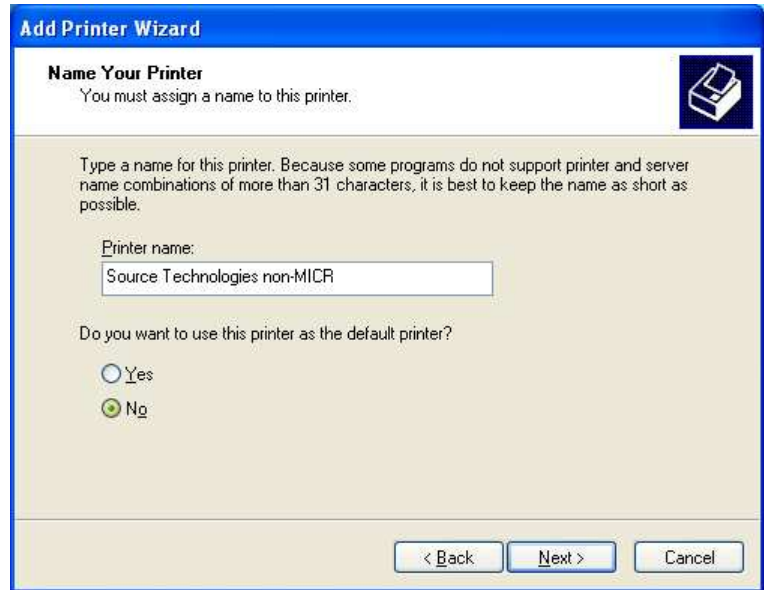 Add Printer Wizard
Name Your Printer
You must assign a name to this printer.
Type a name for this printer. Because some programs do not support printer and server
name combinations of more than 31 characters, it is best to keep the name as short as
possible.
Printer name:
Source Technologies non-MICR
Do you want to use this printer as the default printer?
Yes
No
< Back Next > Cancel